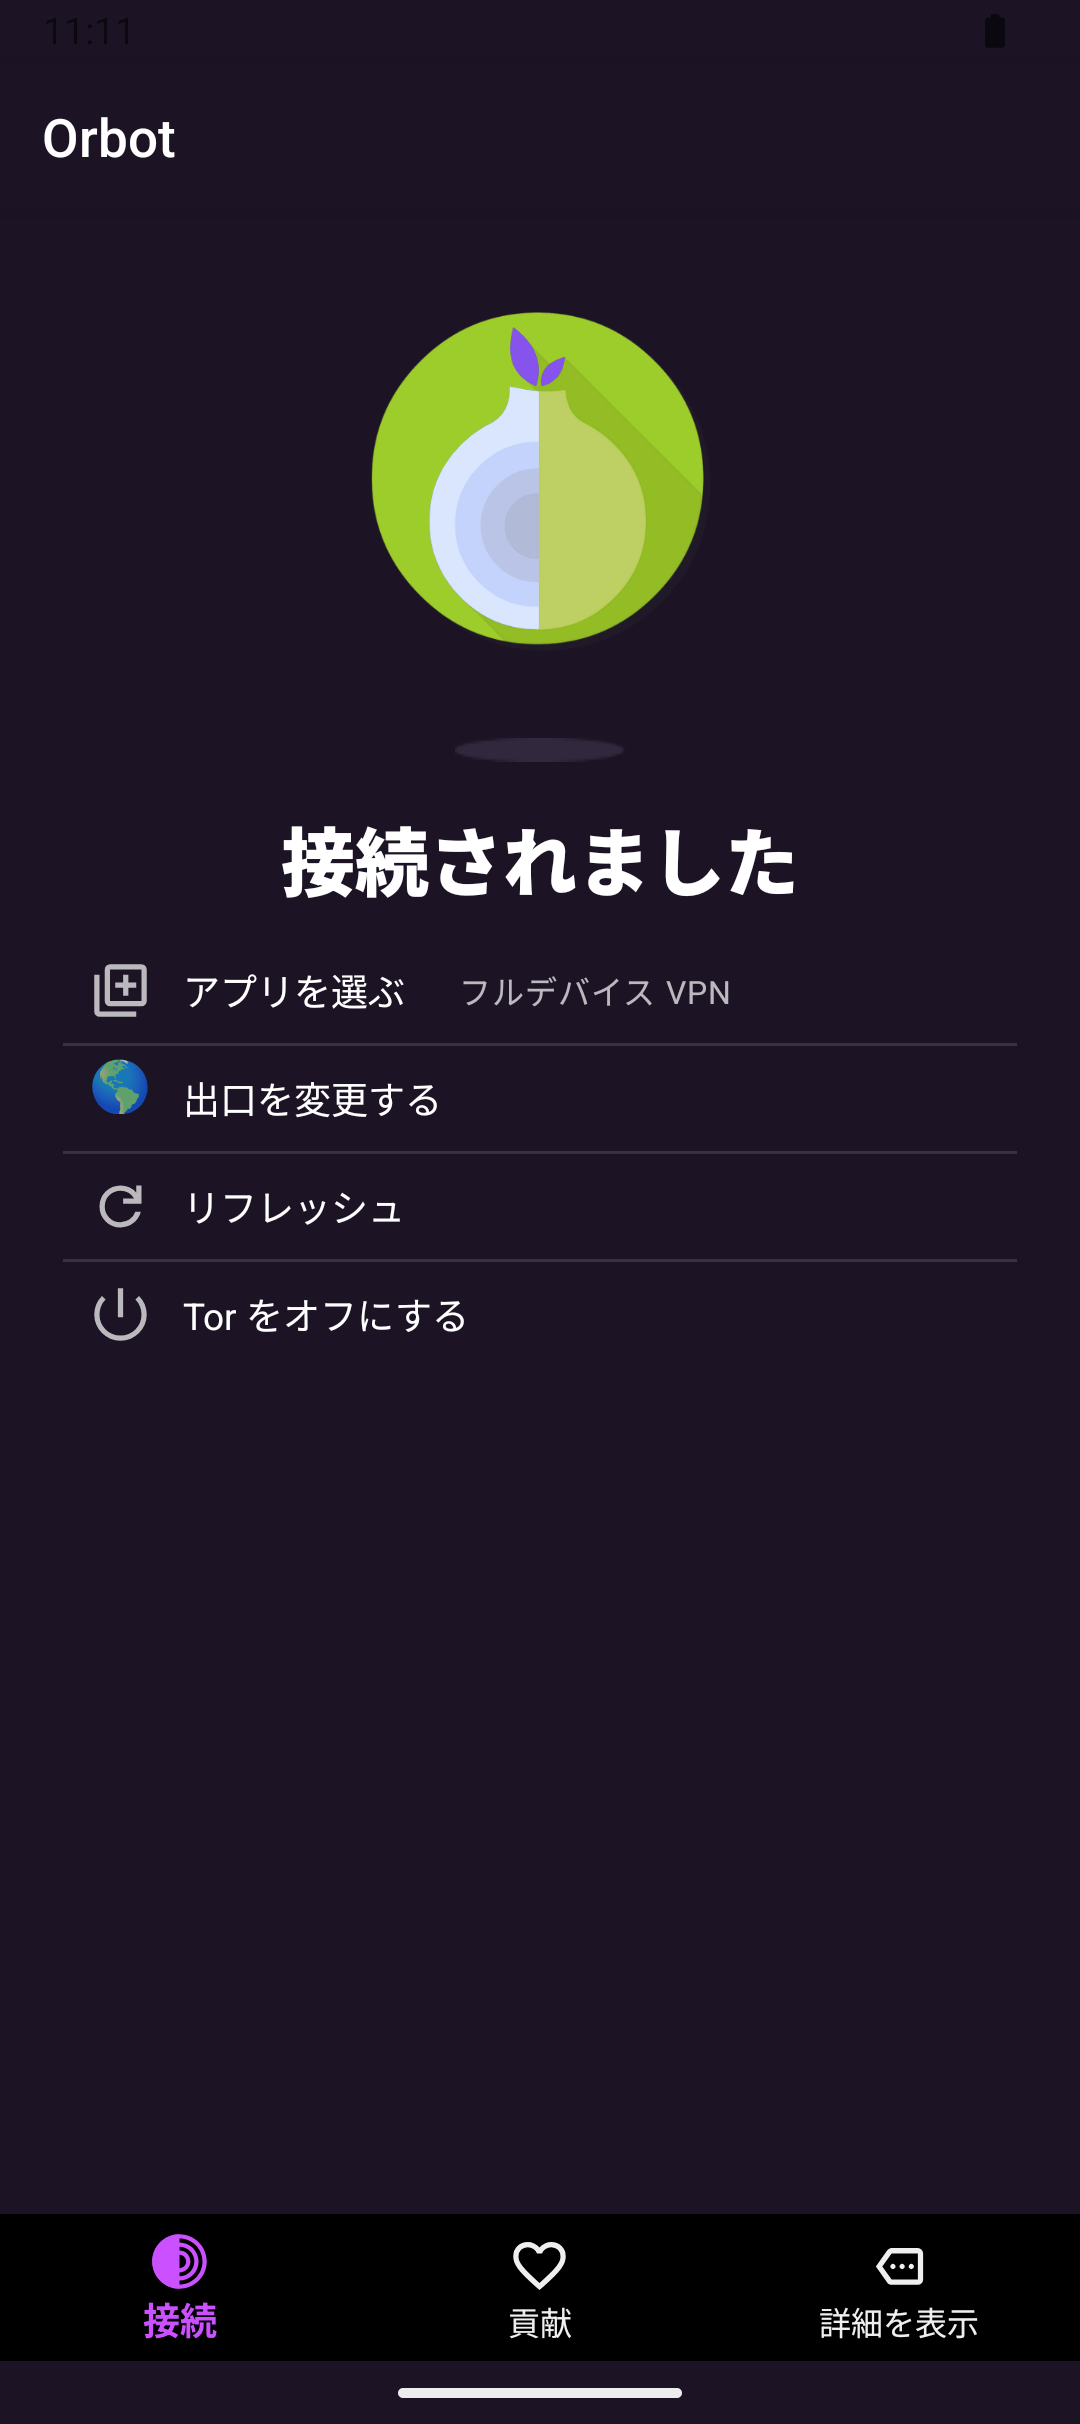 11:11
Orbot
接続されました
アプリを選ぶ フルデバイス VPN
出口を変更する
リフレッシュ
Tor をオフにする
接続 貢献 詳細を表示